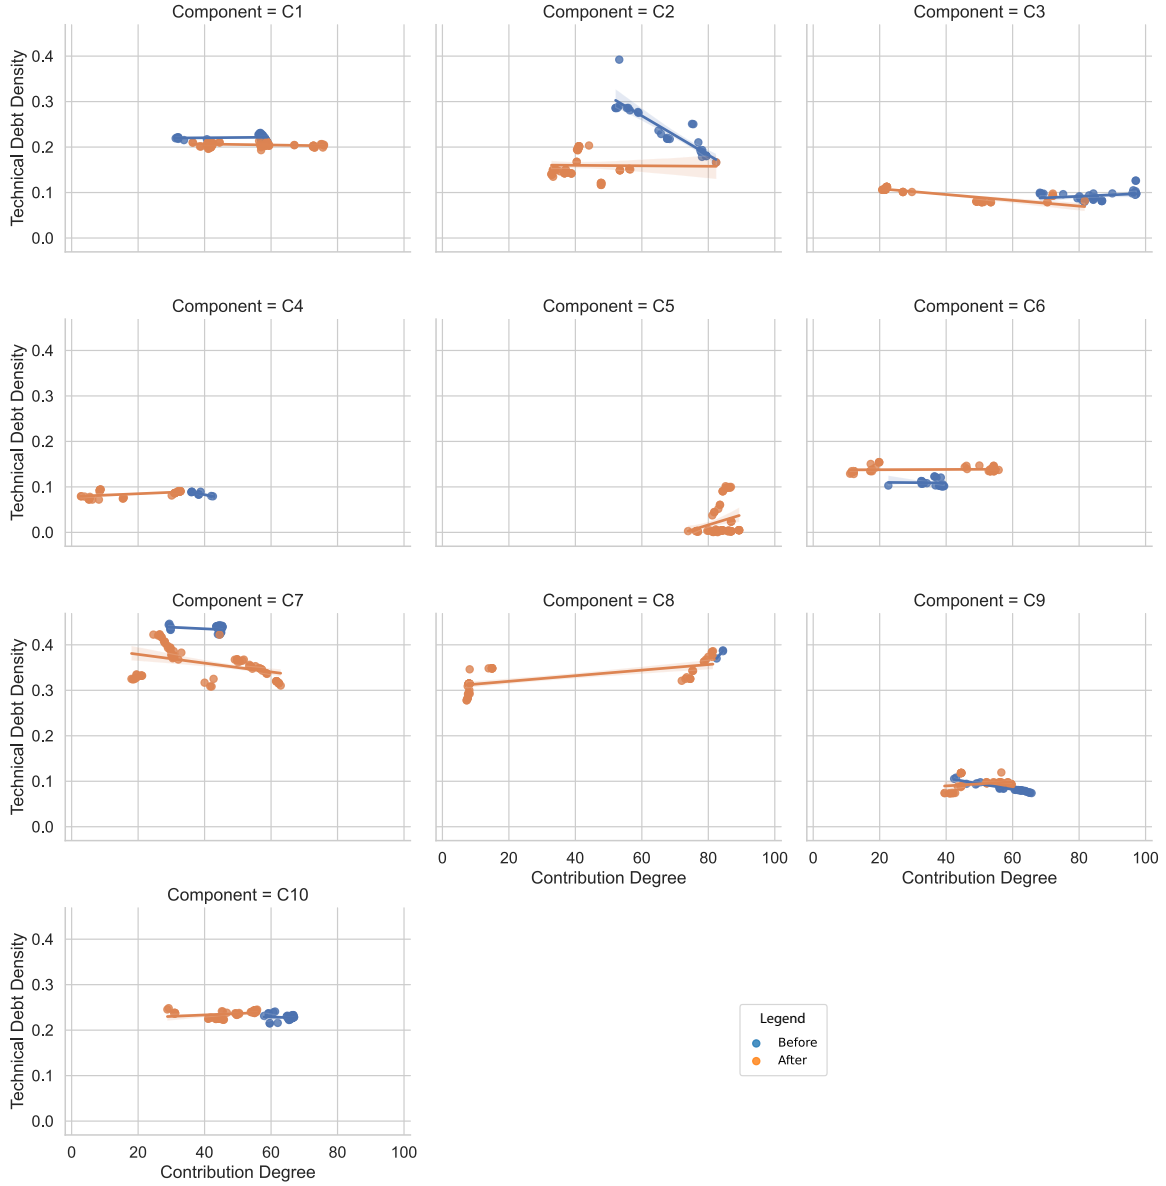 Component = C1
Component = C2
Component = C3
Technical Debt Density
0.4
0.3
0.2
0.1
0.0
Component = C4
Component = C5
Component = C6
Technical Debt Density
0.4
0.3
0.2
0.1
0.0
Component = C7
Component = C8
Component = C9
Technical Debt Density
0.4
0.3
0.2
0.1
0.0
0 20 40 60 80 100
Contribution Degree
0 20 40 60 80 100
Contribution Degree
Component = C10
Technical Debt Density
0.4
0.3
0.2
0.1
0.0
0 20 40 60 80 100
Contribution Degree
Legend
Before
After